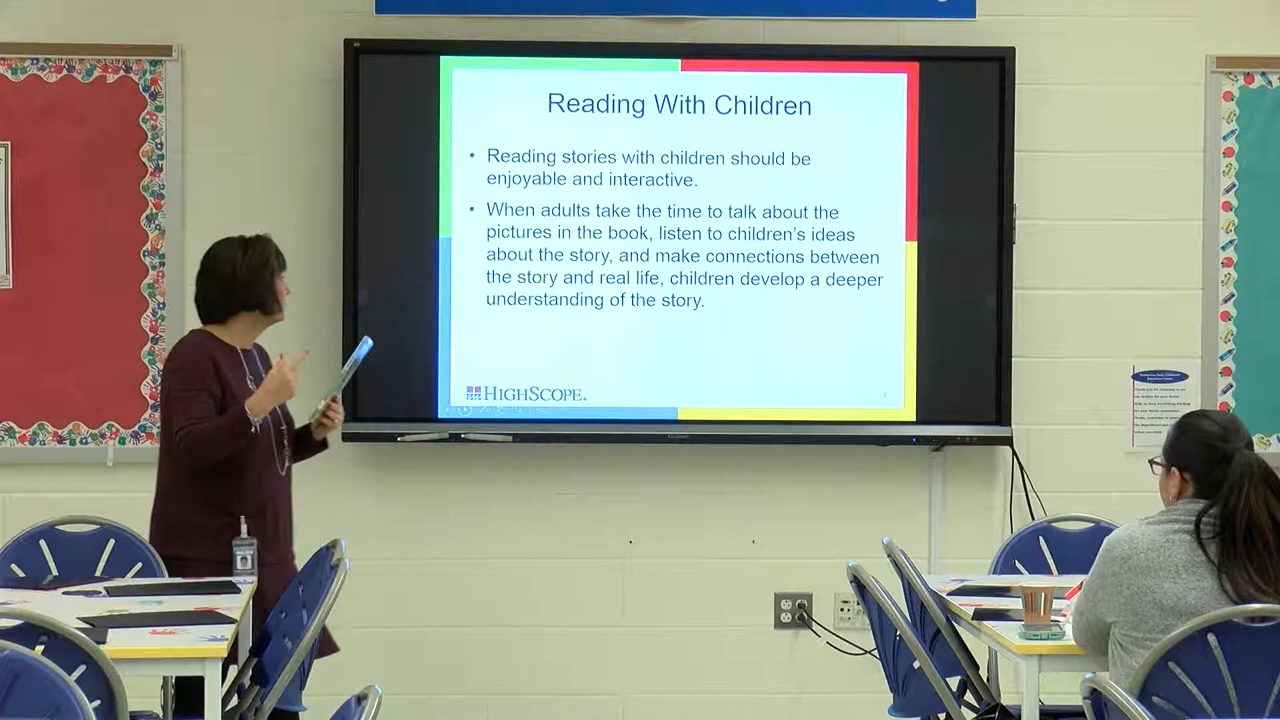 Reading With Children
• Reading stories with children should be
enjoyable and interactive.
• When adults take the time to talk about the
pictures in the book, listen to children's ideas
about the story, and make connections between
the story and real life, children develop a deeper
understanding of the story.
HIGHSCOPE.
4